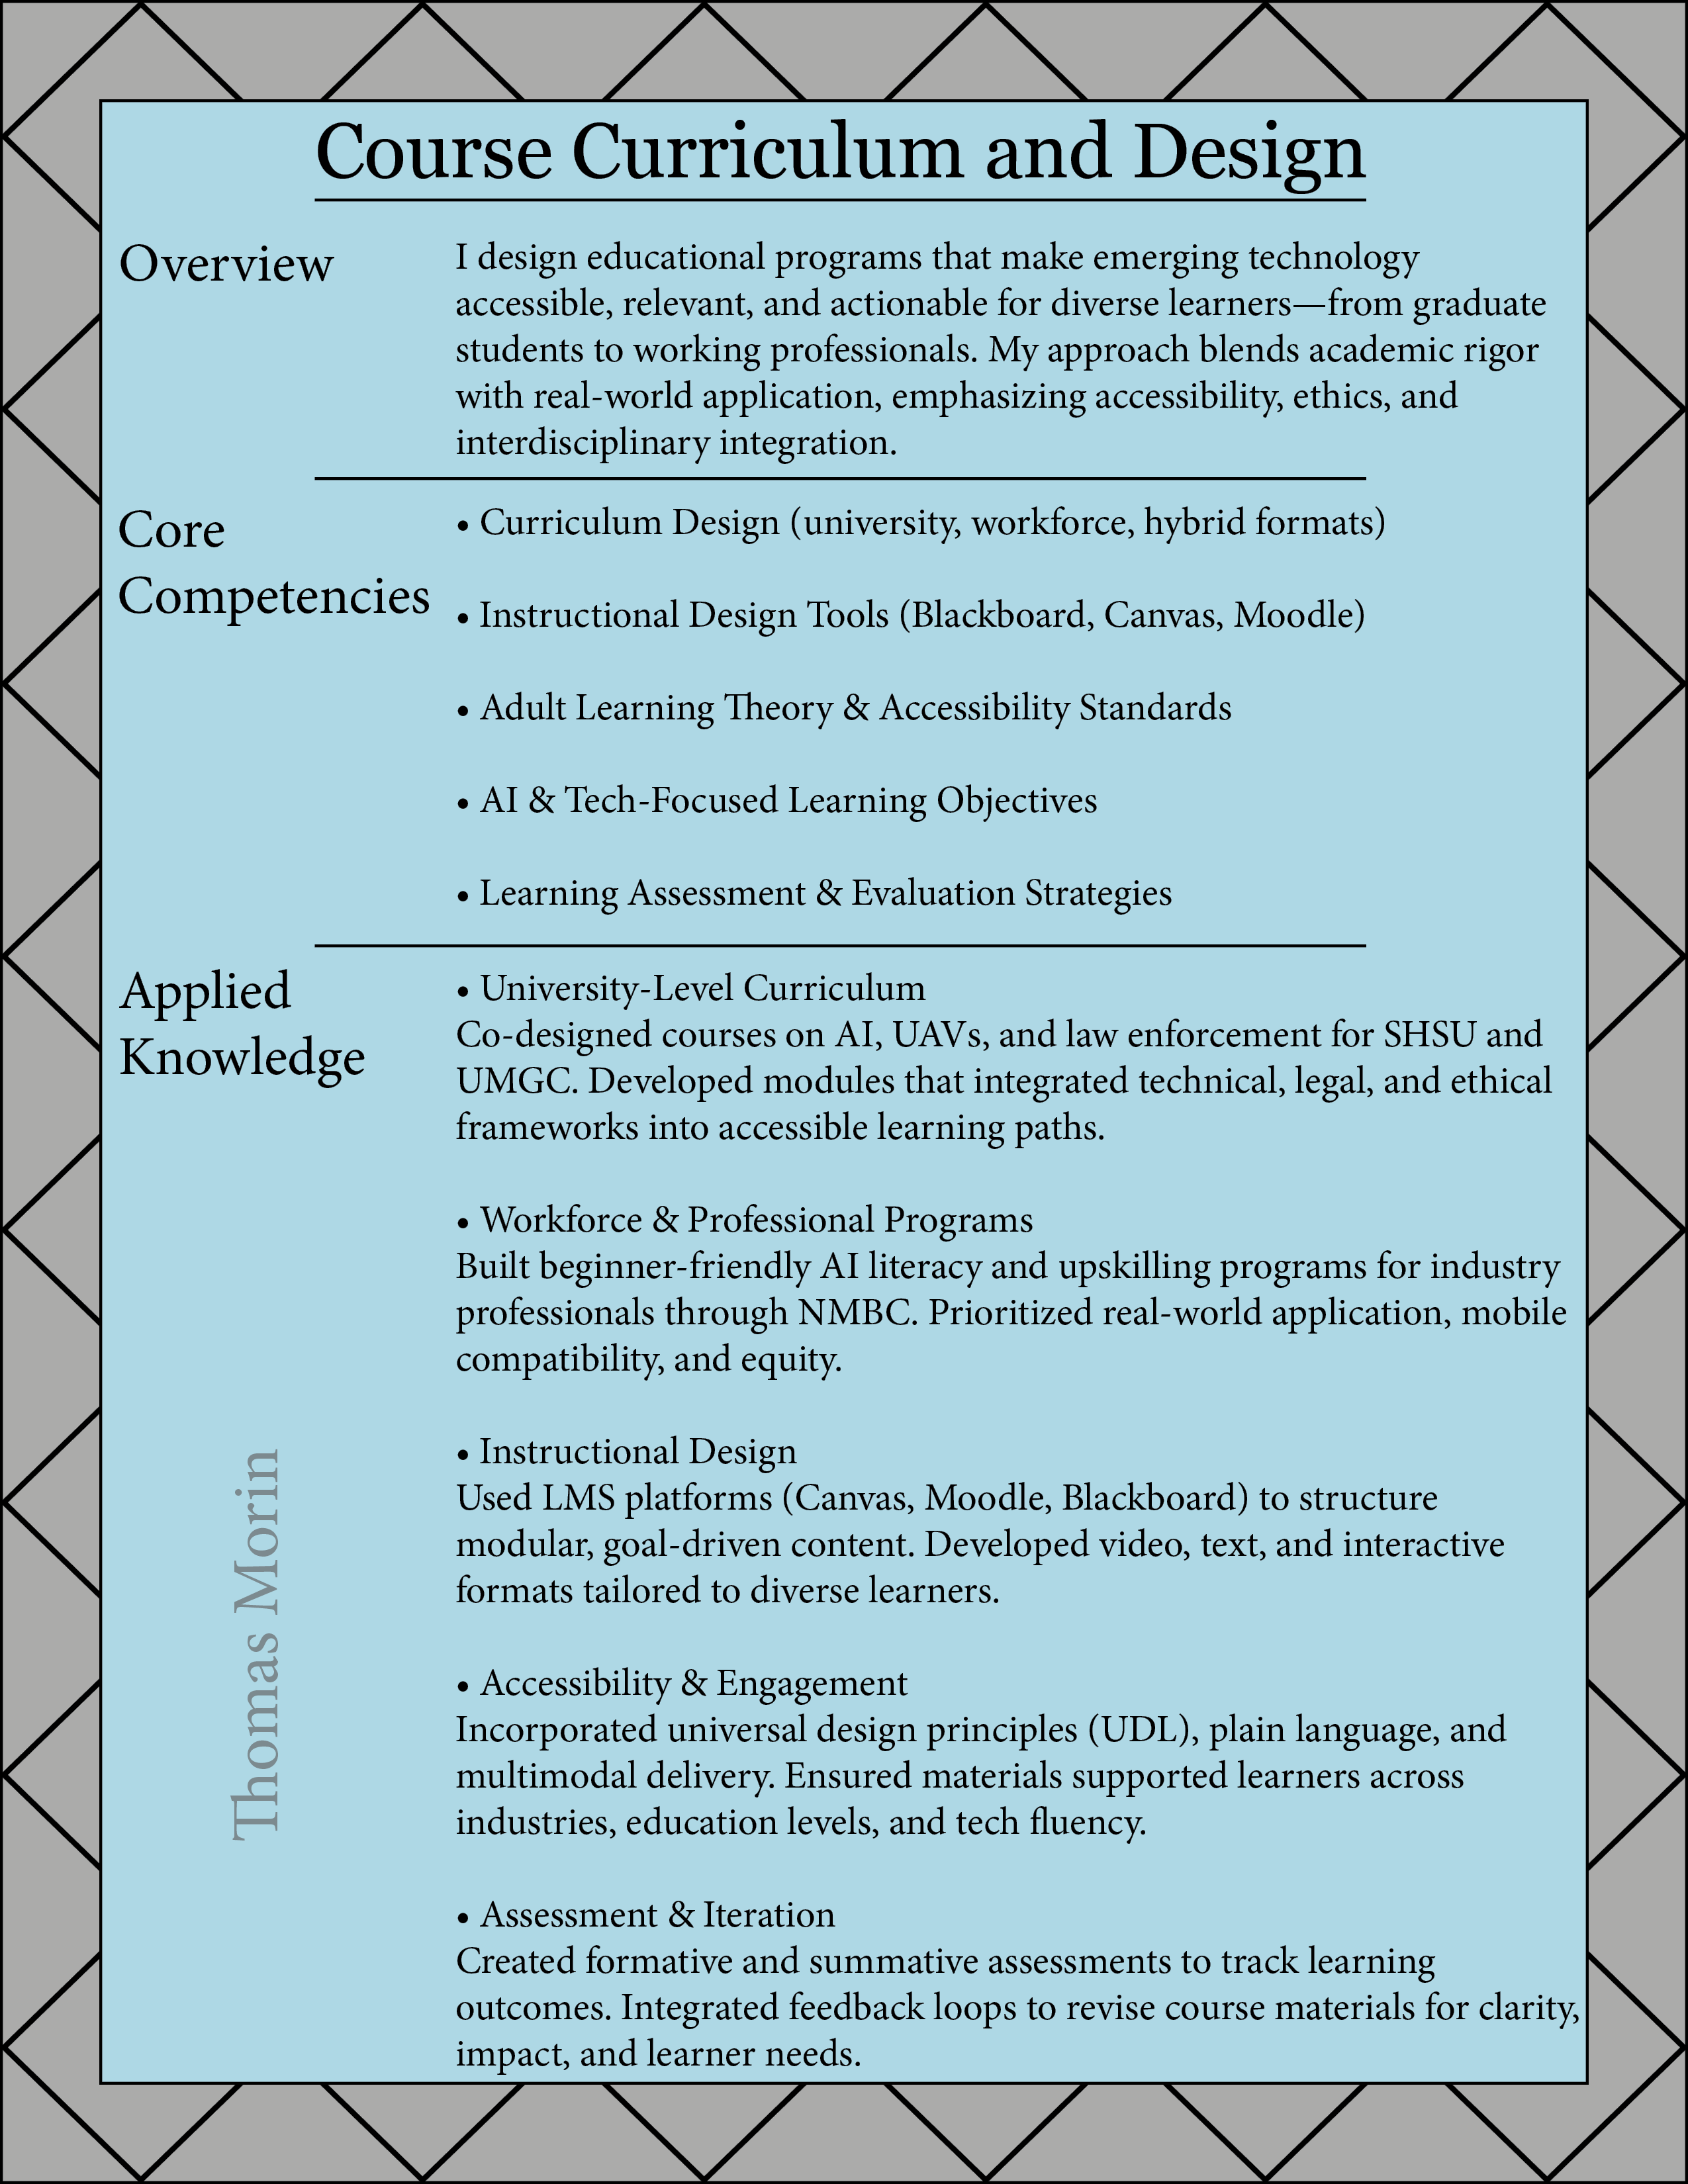 Course Curriculum and Design
Overview
I design educational programs that make emerging technology
accessible, relevant, and actionable for diverse learners—from graduate
students to working professionals. My approach blends academic rigor
with real-world application, emphasizing accessibility, ethics, and
interdisciplinary integration.
Core
Competencies
• Curriculum Design (university, workforce, hybrid formats)
• Instructional Design Tools (Blackboard, Canvas, Moodle)
• Adult Learning Theory & Accessibility Standards
• AI & Tech-Focused Learning Objectives
• Learning Assessment & Evaluation Strategies
Applied
Knowledge
• University-Level Curriculum
Co-designed courses on AI, UAVs, and law enforcement for SHSU and
UMGC. Developed modules that integrated technical, legal, and ethical
frameworks into accessible learning paths.
• Workforce & Professional Programs
Built beginner-friendly AI literacy and upskilling programs for industry
professionals through NMBC. Prioritized real-world application, mobile
compatibility, and equity.
• Instructional Design
Used LMS platforms (Canvas, Moodle, Blackboard) to structure
modular, goal-driven content. Developed video, text, and interactive
formats tailored to diverse learners.
• Accessibility & Engagement
Incorporated universal design principles (UDL), plain language, and
multimodal delivery. Ensured materials supported learners across
industries, education levels, and tech fluency.
• Assessment & Iteration
Created formative and summative assessments to track learning
outcomes. Integrated feedback loops to revise course materials for clarity,
impact, and learner needs.
Thomas Morin